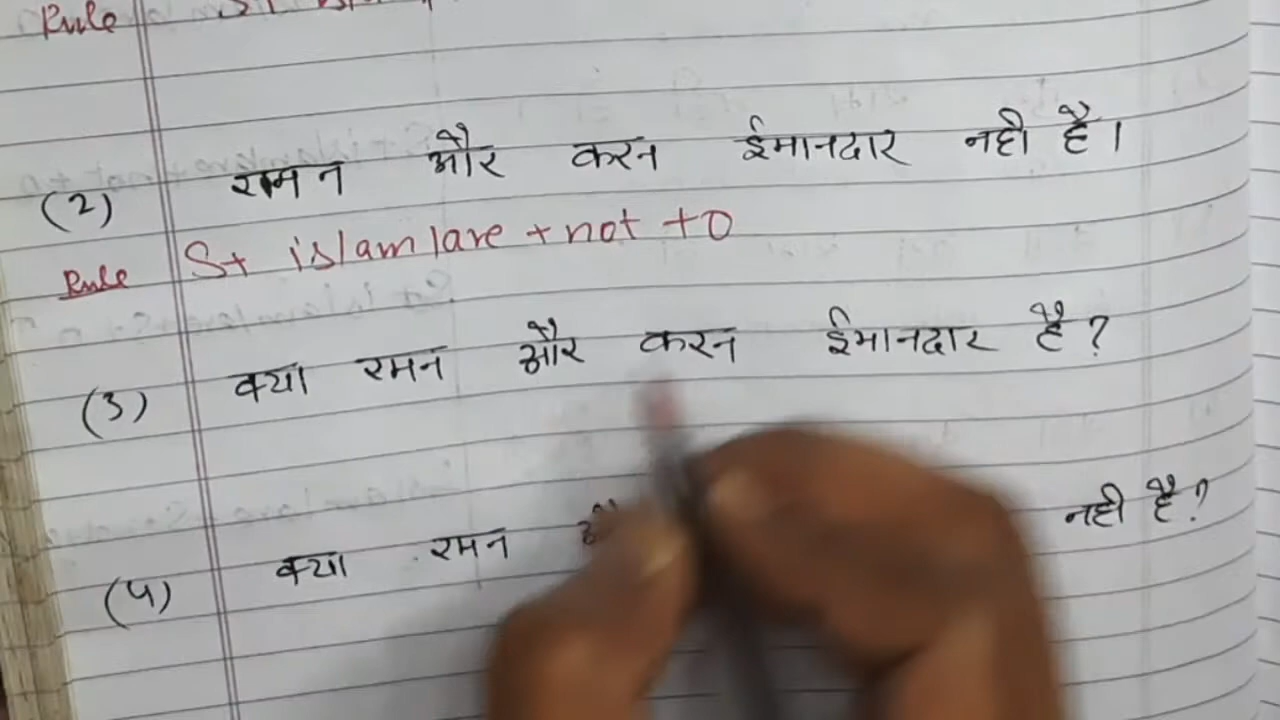 Rule
(2) रामन और करन ईमानदार नही है।
Rule S+ is/am/are + not + O
(3) क्या रमन और करन ईमानदार है?
(4) क्या रमन नही है?